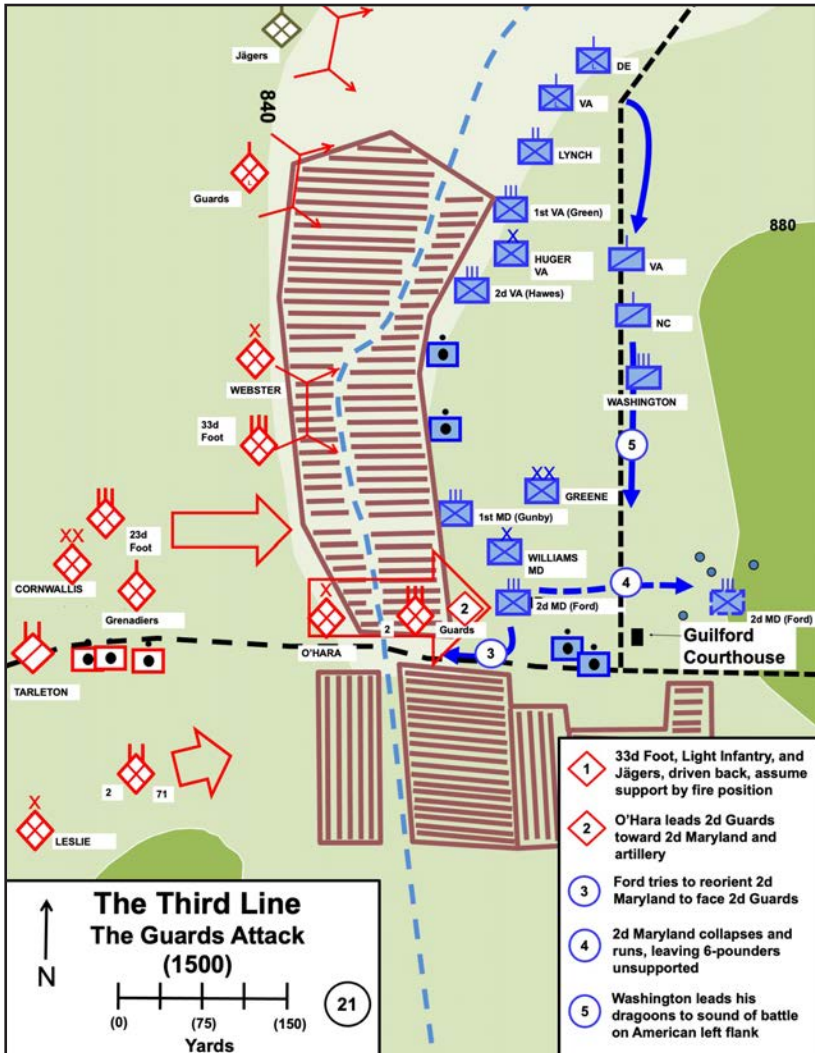 Jägers
DE
VA
840
LYNCH
Guards
1st VA (Green)
880
HUGER
VA
VA
2d VA (Hawes)
NC
WEBSTER
WASHINGTON
33d
Foot
5
GREENE
1st MD (Gunby)
23d
Foot
CORNWALLIS
WILLIAMS
MD
4
Grenadiers
2
2d MD (Ford)
2d MD (Ford)
2
Guards
Guilford
Courthouse
O'HARA
3
TARLETON
2
71
LESLIE
1
33d Foot, Light Infantry, and
Jägers, driven back, assume
support by fire position
2
O'Hara leads 2d Guards
toward 2d Maryland and
artillery
3
Ford tries to reorient 2d
Maryland to face 2d Guards
4
2d Maryland collapses and
runs, leaving 6-pounders
unsupported
5
Washington leads his
dragoons to sound of battle
on American left flank
The Third Line
The Guards Attack
(1500)
N
21
(0)
(75)
(150)
Yards